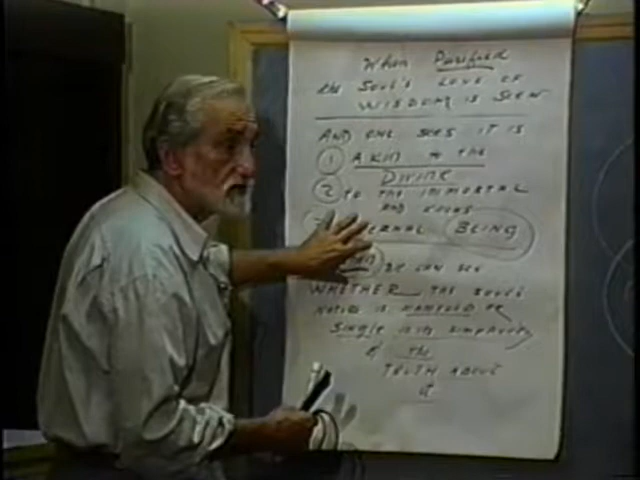 When Purified
the Soul's Love of
WISDOM is SEEN
AND ONE SEES IT IS
1 AKIN to the
DIVINE
2 TO THE IMMORTAL
AND KNOWS
ETERNAL BEING
WE CAN SEE
WHETHER THE SOUL'S
NATURE IS MANIFOLD or
Single in its simplicity
& the
TRUTH ABOUT
it